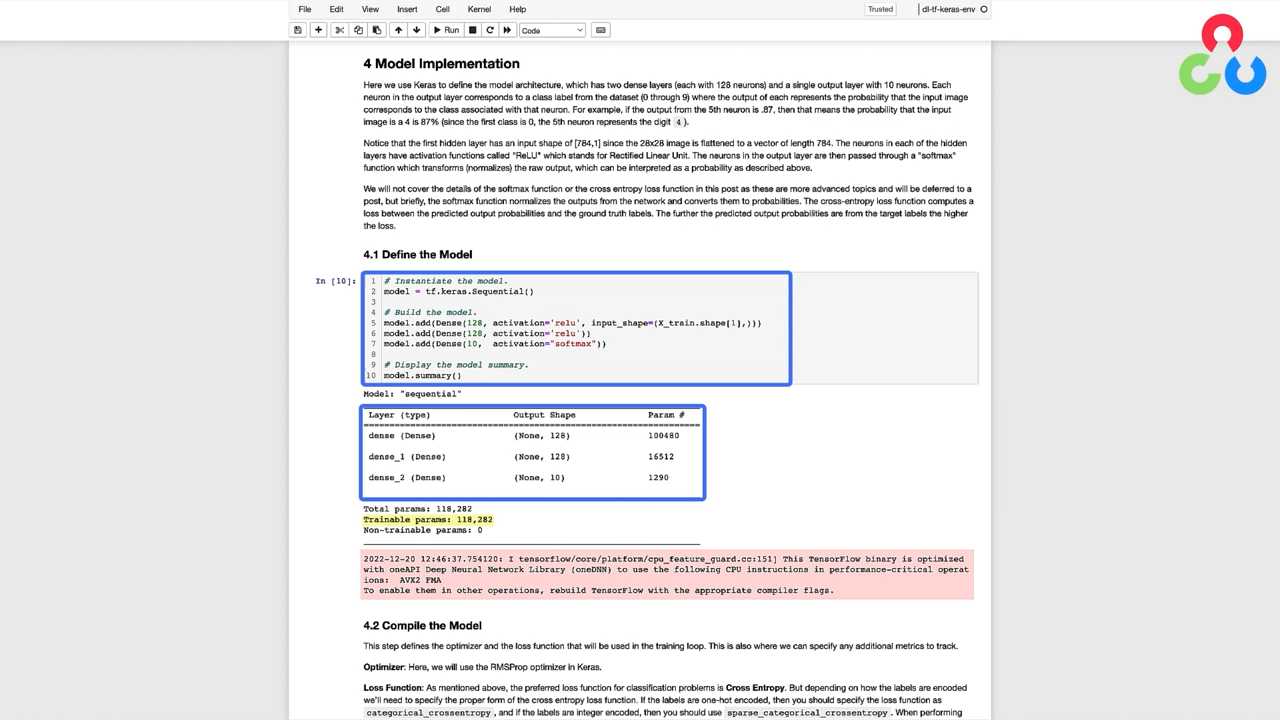 File Edit View Insert Cell Kernel Help Trusted dl-tf-keras-env
Run Code
4 Model Implementation
Here we use Keras to define the model architecture, which has two dense layers (each with 128 neurons) and a single output layer with 10 neurons. Each
neuron in the output layer corresponds to a class label from the dataset (0 through 9) where the output of each represents the probability that the input image
corresponds to the class associated with that neuron. For example, if the output from the 5th neuron is .87, then that means the probability that the input
image is a 4 is 87% (since the first class is 0, the 5th neuron represents the digit 4 ).
Notice that the first hidden layer has an input shape of [784,1] since the 28x28 image is flattened to a vector of length 784. The neurons in each of the hidden
layers have activation functions called "ReLU" which stands for Rectified Linear Unit. The neurons in the output layer are then passed through a "softmax"
function which transforms (normalizes) the raw output, which can be interpreted as a probability as described above.
We will not cover the details of the softmax function or the cross entropy loss function in this post as these are more advanced topics and will be deferred to a
post, but briefly, the softmax function normalizes the outputs from the network and converts them to probabilities. The cross-entropy loss function computes a
loss between the predicted output probabilities and the ground truth labels. The further the predicted output probabilities are from the target labels the higher
the loss.
4.1 Define the Model
In [10]: 1 # Instantiate the model.
2 model = tf.keras.Sequential()
3
4 # Build the model.
5 model.add(Dense(128, activation='relu', input_shape=(X_train.shape[1],)))
6 model.add(Dense(128, activation='relu'))
7 model.add(Dense(10, activation="softmax"))
8
9 # Display the model summary.
10 model.summary()
Model: "sequential"
Layer (type) Output Shape Param #
dense (Dense) (None, 128) 100480
dense_1 (Dense) (None, 128) 16512
dense_2 (Dense) (None, 10) 1290
Total params: 118,282
Trainable params: 118,282
Non-trainable params: 0
2022-12-20 12:46:37.754120: I tensorflow/core/platform/cpu_feature_guard.cc:151] This TensorFlow binary is optimized
with oneAPI Deep Neural Network Library (oneDNN) to use the following CPU instructions in performance-critical operat
ions: AVX2 FMA
To enable them in other operations, rebuild TensorFlow with the appropriate compiler flags.
4.2 Compile the Model
This step defines the optimizer and the loss function that will be used in the training loop. This is also where we can specify any additional metrics to track.
Optimizer: Here, we will use the RMSProp optimizer in Keras.
Loss Function: As mentioned above, the preferred loss function for classification problems is Cross Entropy. But depending on how the labels are encoded
we'll need to specify the proper form of the cross entropy loss function. If the labels are one-hot encoded, then you should specify the loss function as
categorical_crossentropy , and if the labels are integer encoded, then you should use sparse_categorical_crossentropy . When performing